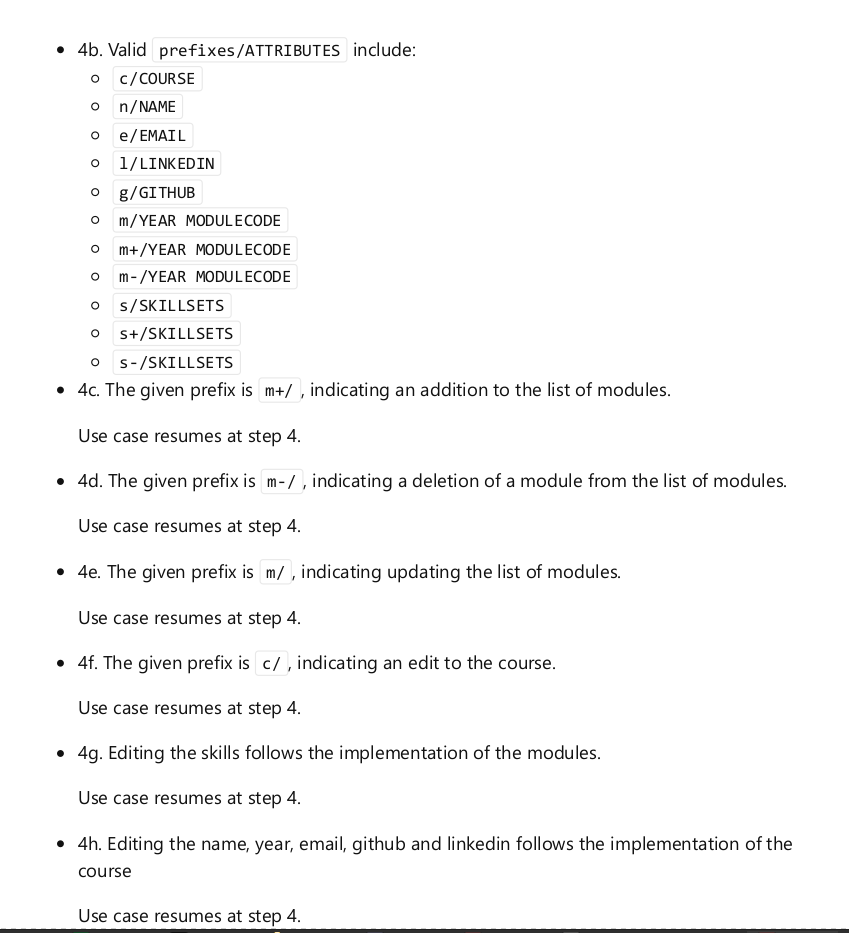 4b. Valid prefixes/ATTRIBUTES include:
c/COURSE
n/NAME
e/EMAIL
l/LINKEDIN
g/GITHUB
m/YEAR MODULECODE
m+/YEAR MODULECODE
m-/YEAR MODULECODE
s/SKILLSETS
s+/SKILLSETS
s-/SKILLSETS
4c. The given prefix is m+/ , indicating an addition to the list of modules.
Use case resumes at step 4.
4d. The given prefix is m-/ , indicating a deletion of a module from the list of modules.
Use case resumes at step 4.
4e. The given prefix is m/ , indicating updating the list of modules.
Use case resumes at step 4.
4f. The given prefix is c/ , indicating an edit to the course.
Use case resumes at step 4.
4g. Editing the skills follows the implementation of the modules.
Use case resumes at step 4.
4h. Editing the name, year, email, github and linkedin follows the implementation of the
course
Use case resumes at step 4.